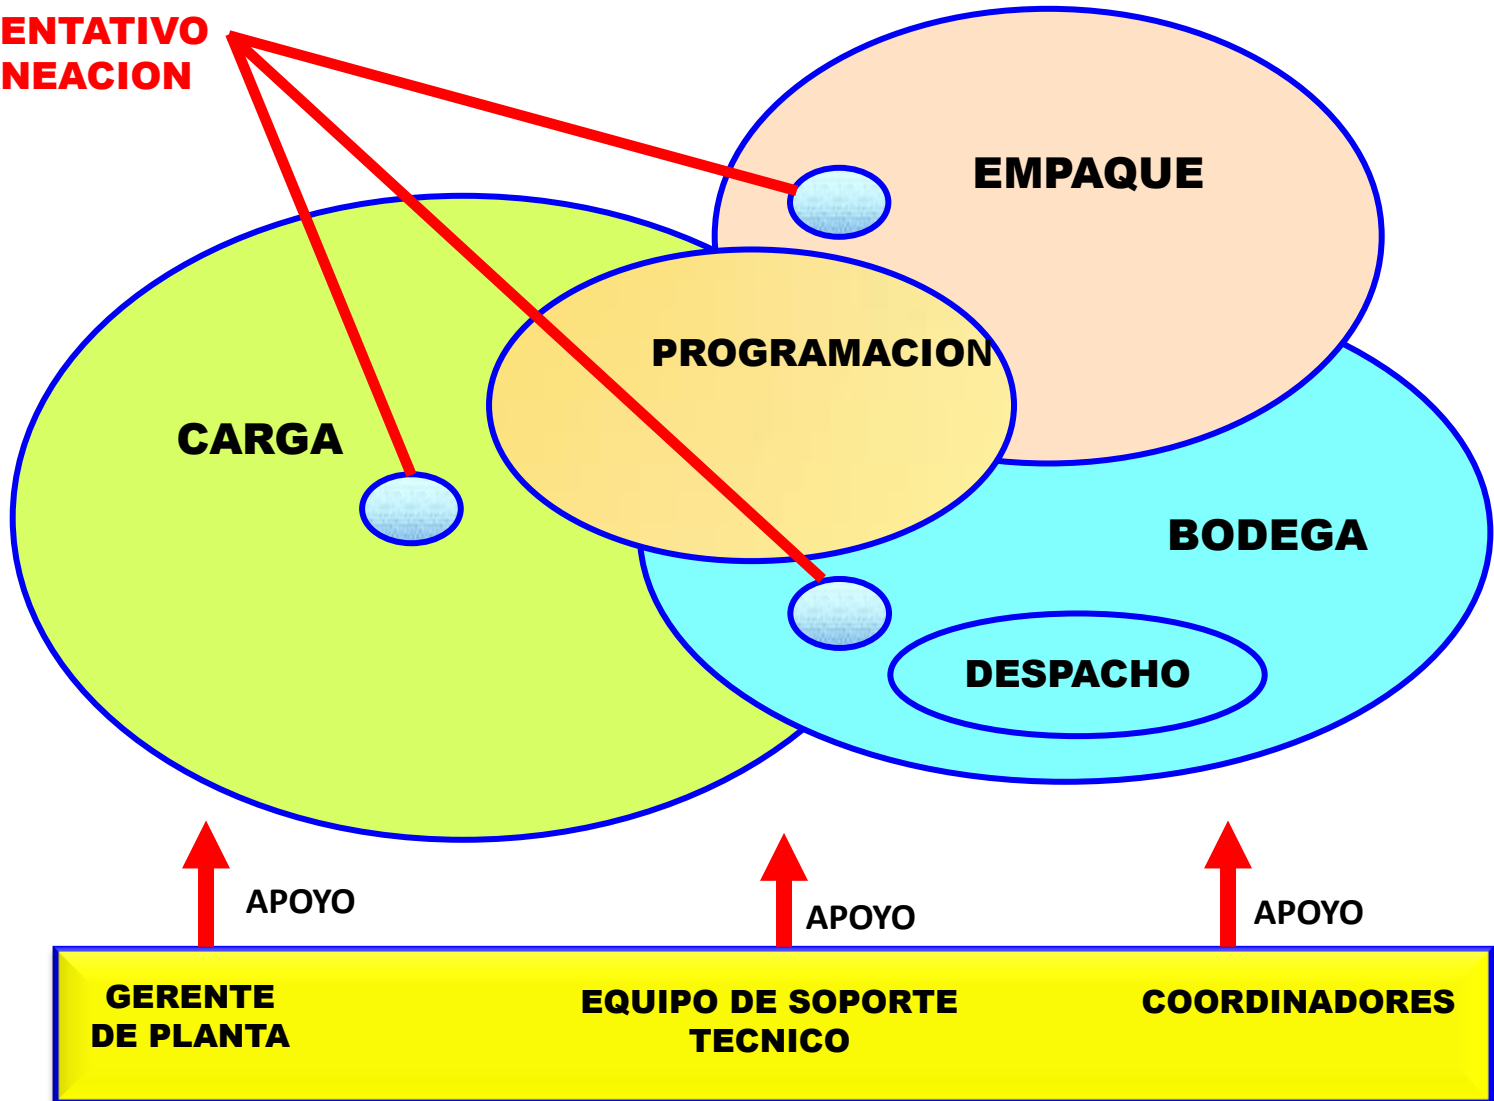 ENTATIVO
NEACION
EMPAQUE
PROGRAMACION
CARGA
BODEGA
DESPACHO
APOYO
APOYO
APOYO
GERENTE
DE PLANTA
EQUIPO DE SOPORTE
TECNICO
COORDINADORES